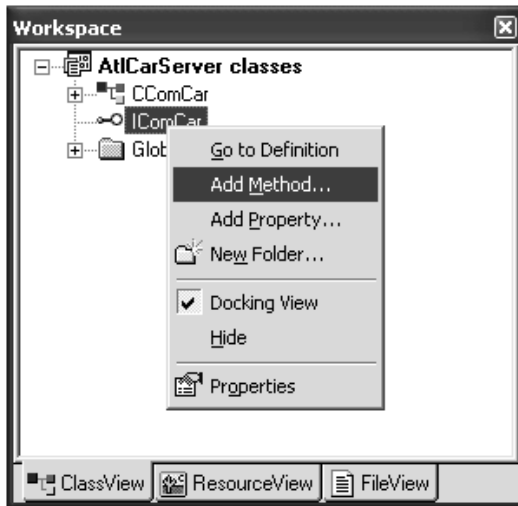 Workspace
AtlCarServer classes
CComCar
IComCar
Glob
Go to Definition
Add Method...
Add Property...
New Folder...
Docking View
Hide
Properties
ClassView ResourceView FileView